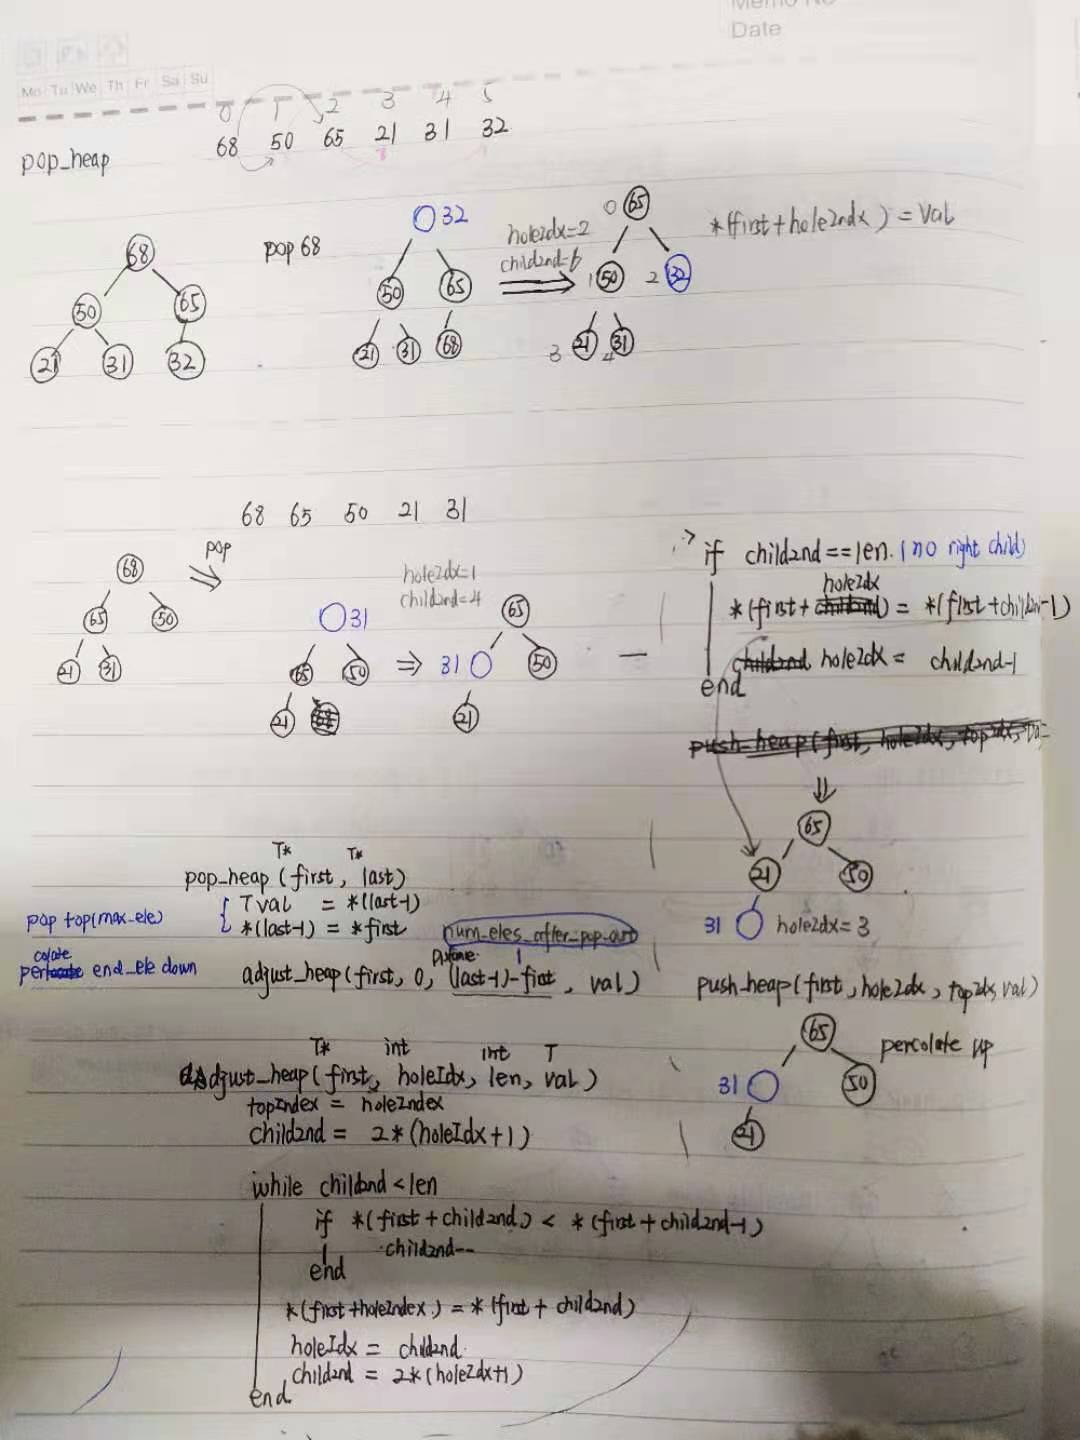 Memo No
Date
Mo Tu We Th Fr Sa Su
0 1 2 3 4 5
68 50 65 21 31 32
pop_heap
68
50 65
21 31 32
pop 68
32
50 65
21 31 68
holeIdx=2
child2nd=6
0 65
1 50 2 32
3 21 4 31
*(first+holeIndx) = val
68 65 50 21 31
pop
68
65 50
21 31
31
65 50
21
holeIdx=1
child2nd=4
65
31 50
21
if child2nd==len. (no right child)
holeIdx
*(first+child2nd) = *(first+child2nd-1)
child2nd holeIdx = child2nd-1
end
push_heap(first, holeIdx, topIdx, val)
65
21 50
31 holeIdx=3
T* T*
pop_heap (first, last)
T val = *(last-1)
pop top(max_ele)
*(last-1) = *first
num_eles_after_pop_out
colate
percolate end_ele down
adjust_heap(first, 0, (last-1)-first, val)
push_heap(first, holeIdx, topIdx, val)
65
31 50
21
percolate up
T* int int T
adjust_heap(first, holeIdx, len, val)
topIndex = holeIndex
child2nd = 2*(holeIdx+1)
while child2nd<len
if *(first+child2nd) < *(first+child2nd-1)
child2nd--
end
*(first+holeIndex) = *(first+child2nd)
holeIdx = child2nd
child2nd = 2*(holeIdx+1)
end